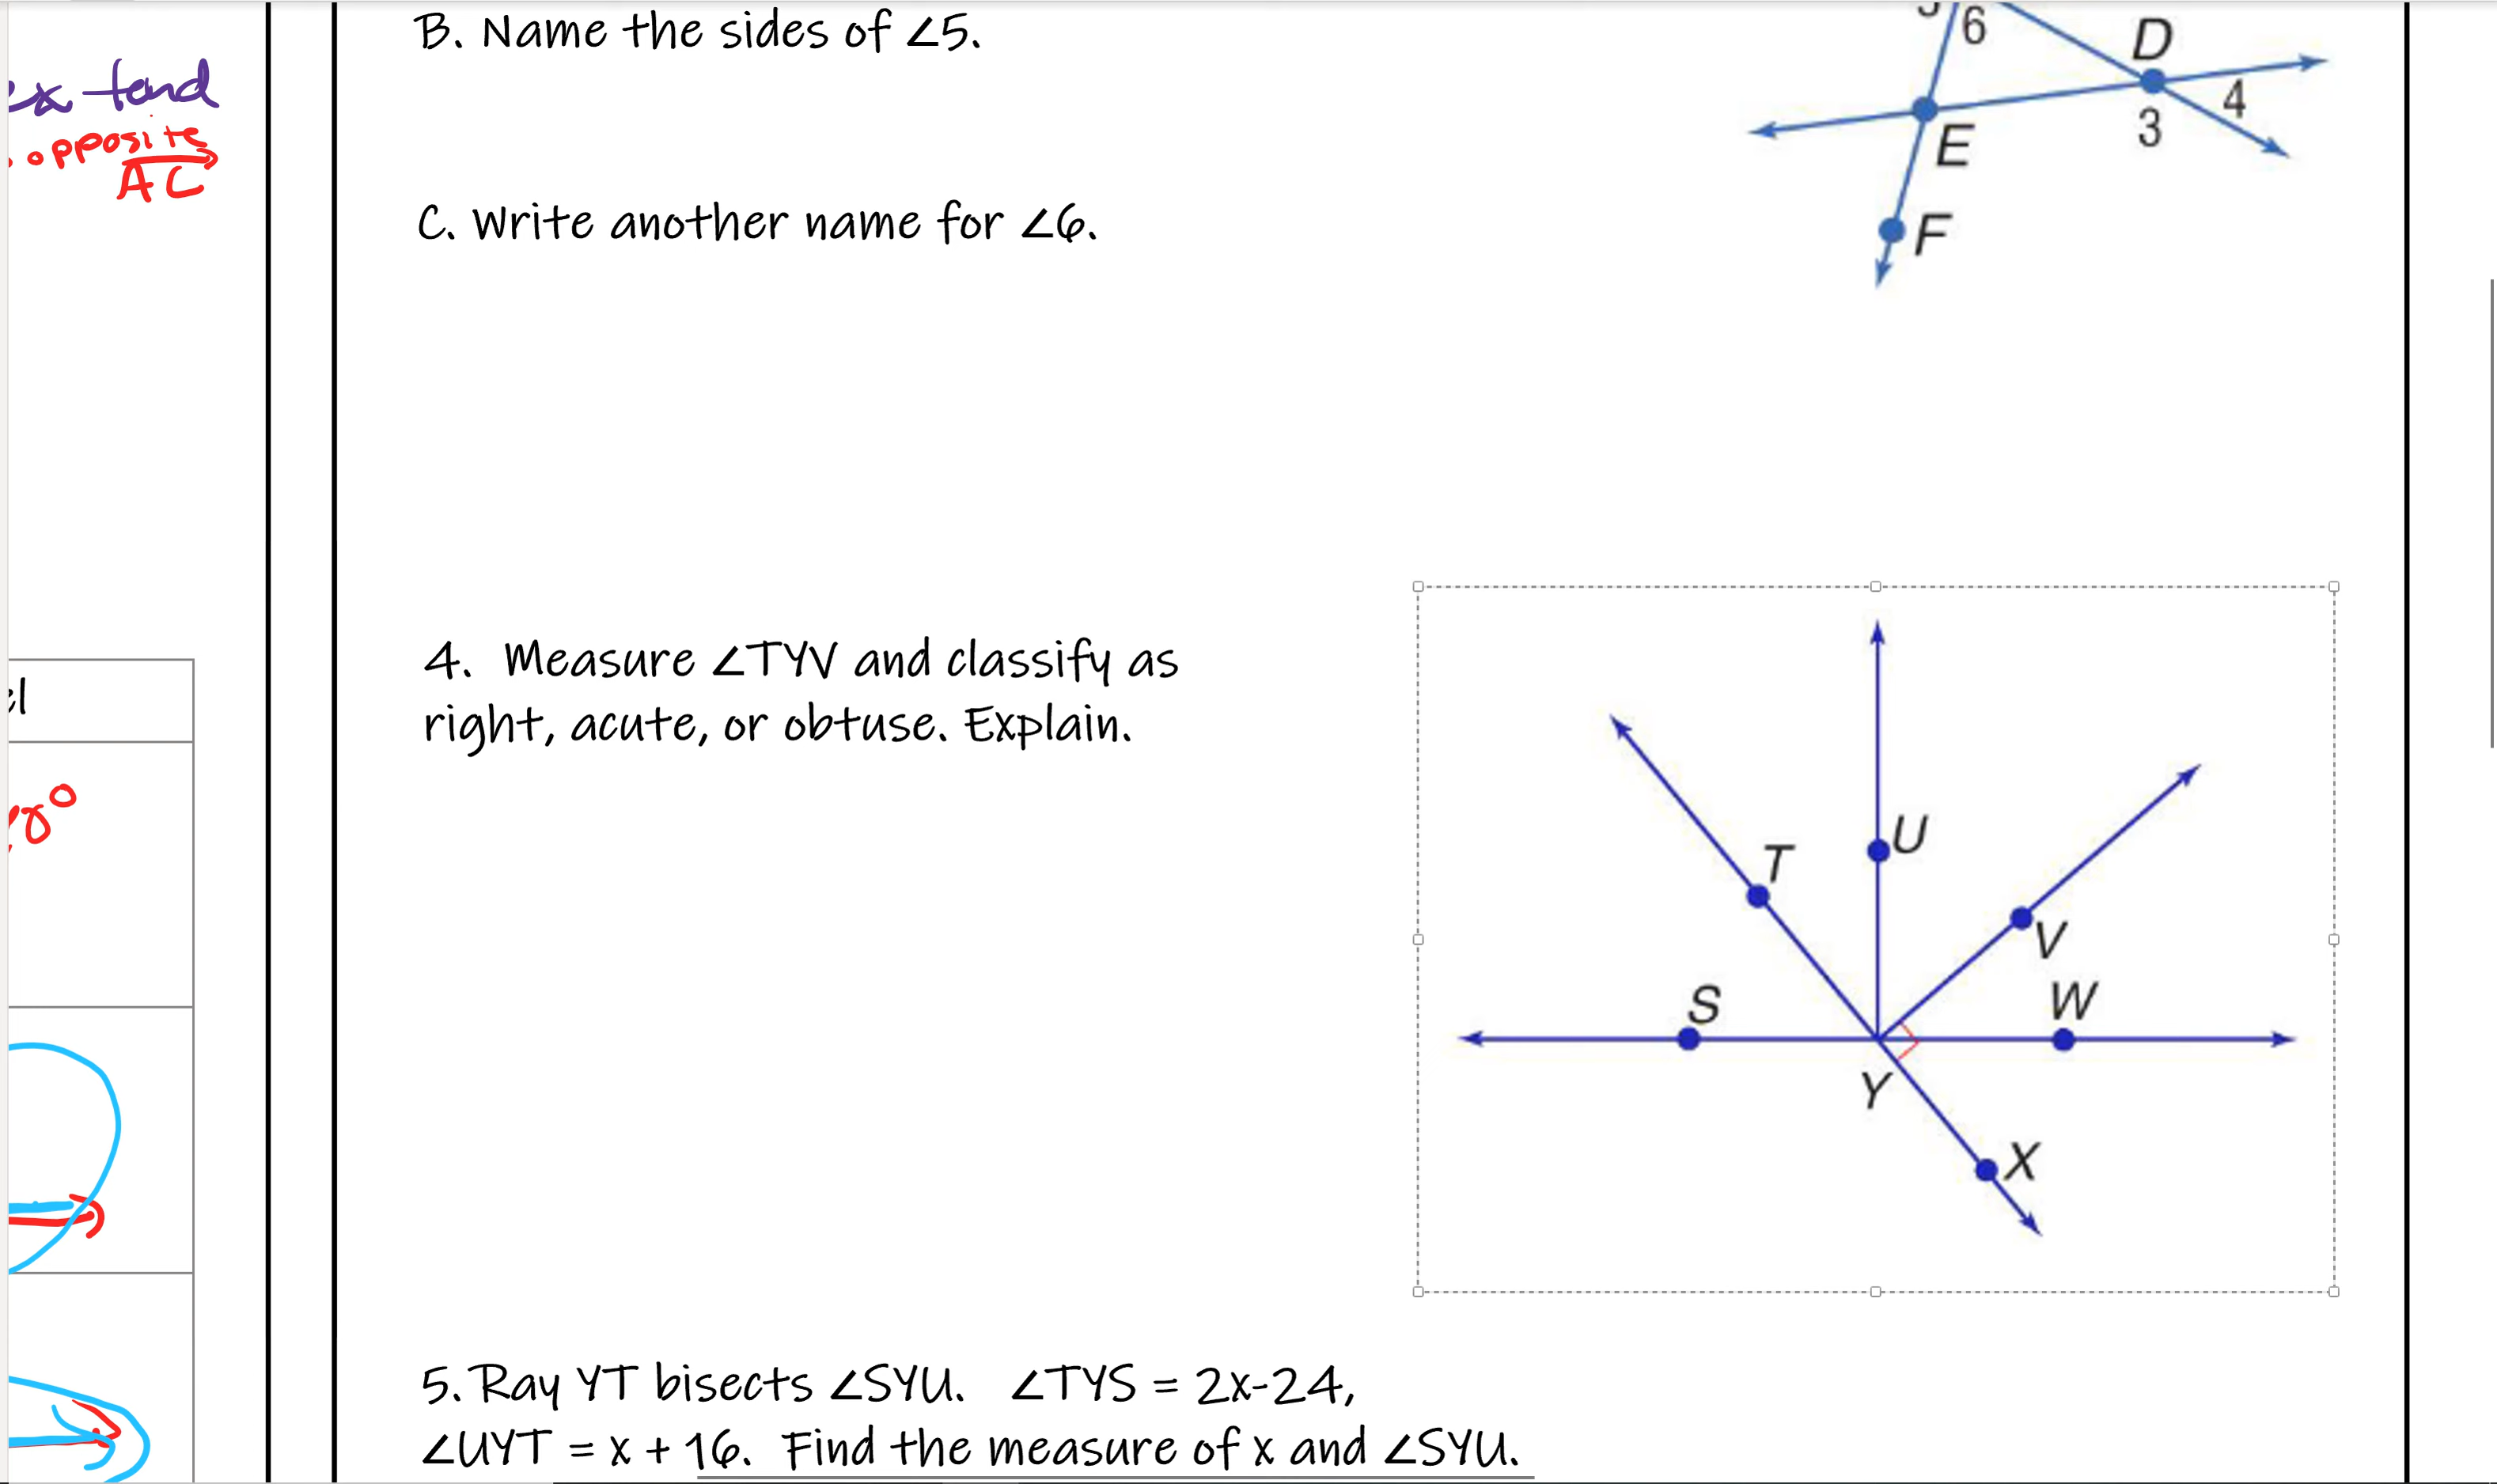 B. Name the sides of ∠5.
6
D
4
3
E
C. Write another name for ∠6.
F
opposite
AC
4. Measure ∠TYV and classify as
right, acute, or obtuse. Explain.
U
T
V
S
W
Y
X
5. Ray YT bisects ∠SYU. ∠TYS = 2x-24,
∠UYT = x + 16. Find the measure of x and ∠SYU.